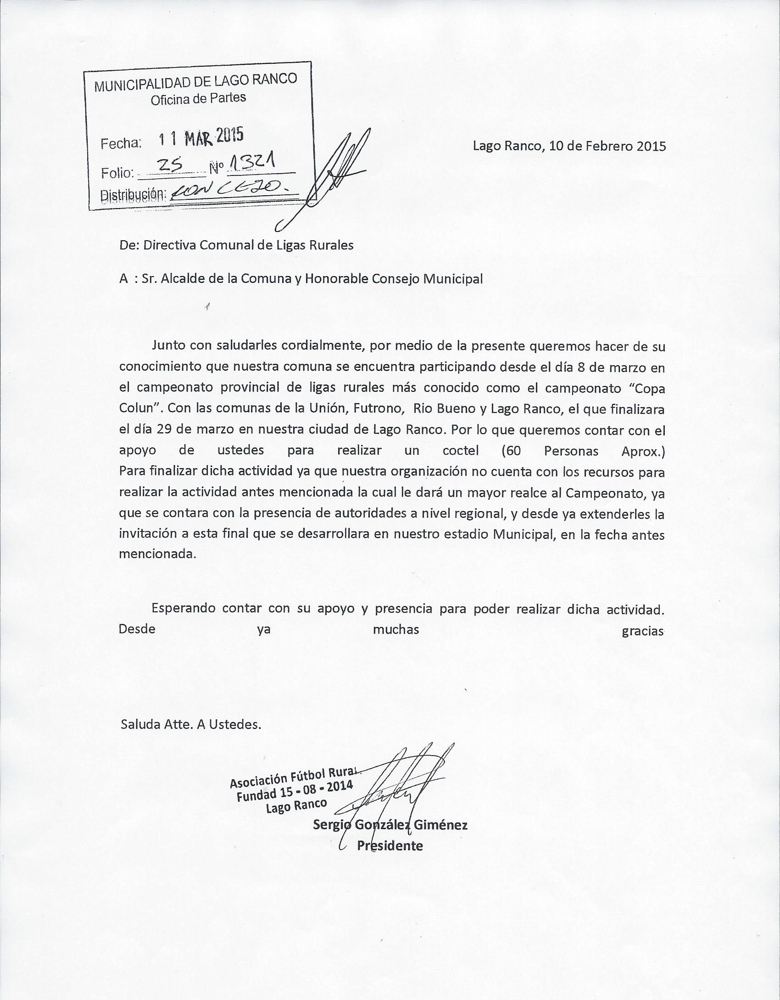 MUNICIPALIDAD DE LAGO RANCO
Oficina de Partes
Fecha: 11 MAR 2015
Folio: 25 Nº 1321
Distribución: CONCEJO.
Lago Ranco, 10 de Febrero 2015
De: Directiva Comunal de Ligas Rurales
A : Sr. Alcalde de la Comuna y Honorable Consejo Municipal
Junto con saludarles cordialmente, por medio de la presente queremos hacer de su
conocimiento que nuestra comuna se encuentra participando desde el día 8 de marzo en
el campeonato provincial de ligas rurales más conocido como el campeonato “Copa
Colun”. Con las comunas de la Unión, Futrono, Rio Bueno y Lago Ranco, el que finalizara
el día 29 de marzo en nuestra ciudad de Lago Ranco. Por lo que queremos contar con el
apoyo de ustedes para realizar un coctel (60 Personas Aprox.)
Para finalizar dicha actividad ya que nuestra organización no cuenta con los recursos para
realizar la actividad antes mencionada la cual le dará un mayor realce al Campeonato, ya
que se contara con la presencia de autoridades a nivel regional, y desde ya extenderles la
invitación a esta final que se desarrollara en nuestro estadio Municipal, en la fecha antes
mencionada.
Esperando contar con su apoyo y presencia para poder realizar dicha actividad.
Desde ya muchas gracias
Saluda Atte. A Ustedes.
Asociación Fútbol Rural
Fundad 15 - 08 - 2014
Lago Ranco
Sergio González Giménez
Presidente